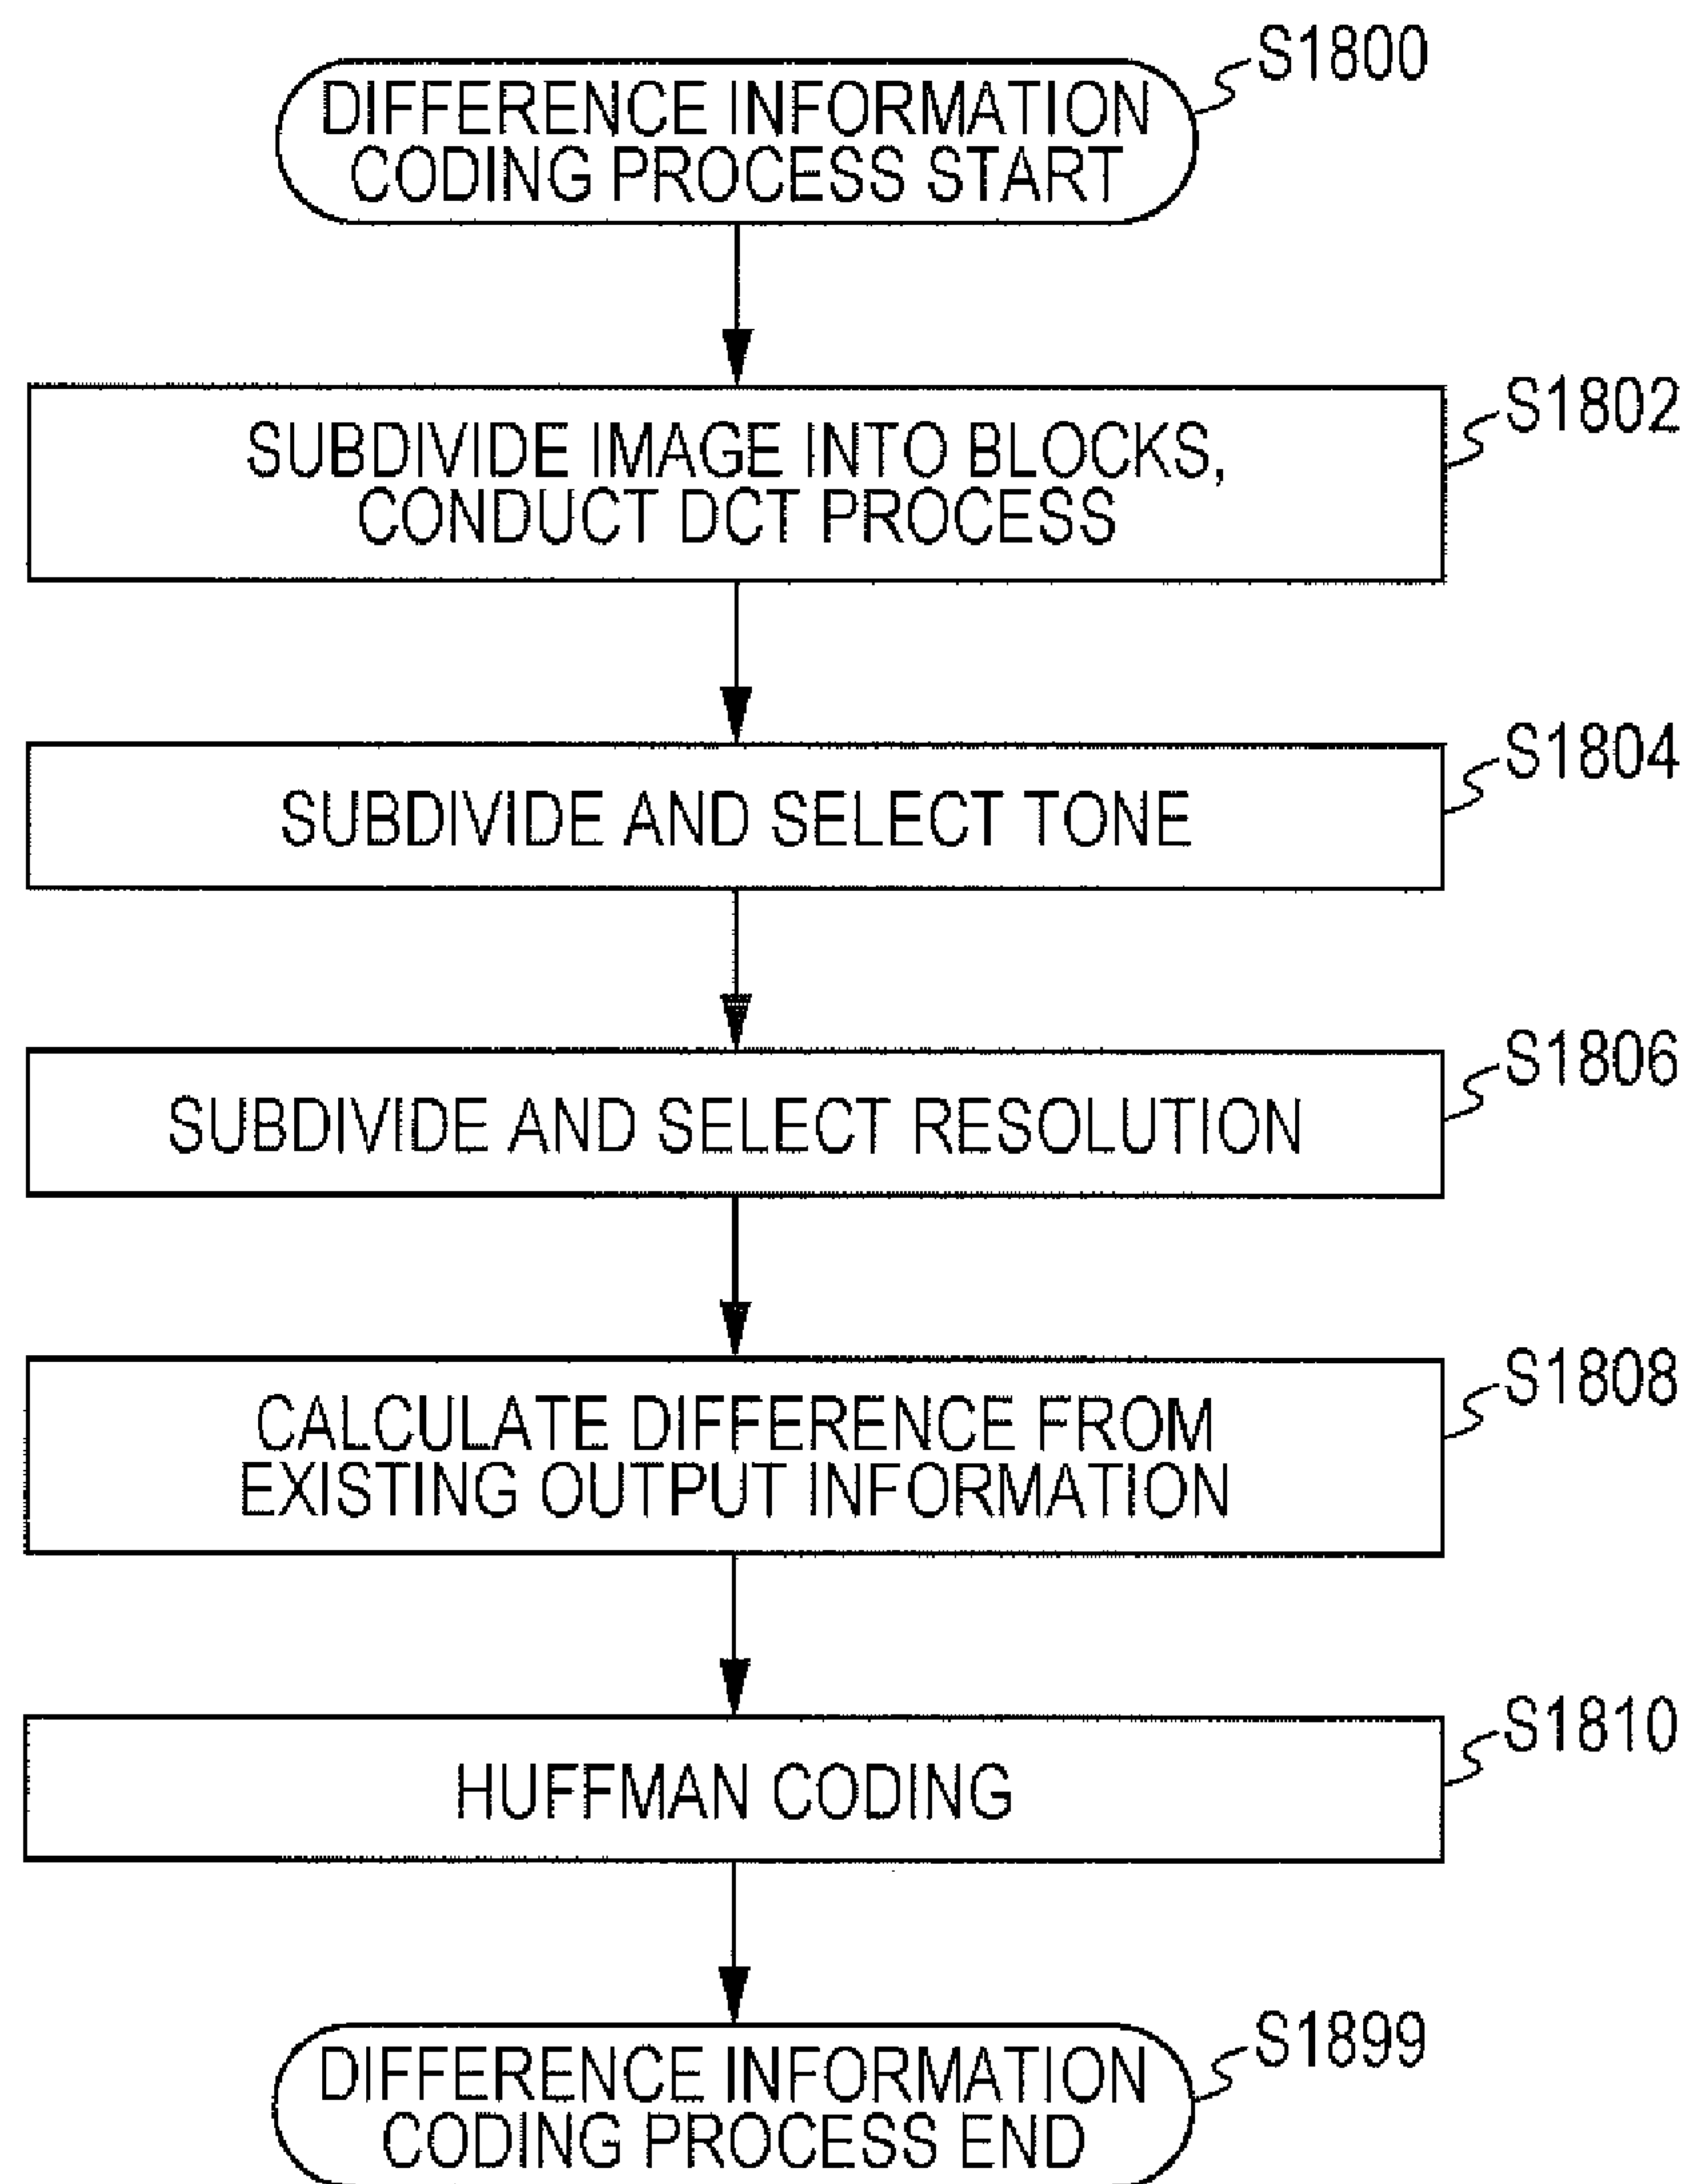 S1800
DIFFERENCE INFORMATION
CODING PROCESS START
S1802
SUBDIVIDE IMAGE INTO BLOCKS,
CONDUCT DCT PROCESS
S1804
SUBDIVIDE AND SELECT TONE
S1806
SUBDIVIDE AND SELECT RESOLUTION
S1808
CALCULATE DIFFERENCE FROM
EXISTING OUTPUT INFORMATION
S1810
HUFFMAN CODING
S1899
DIFFERENCE INFORMATION
CODING PROCESS END